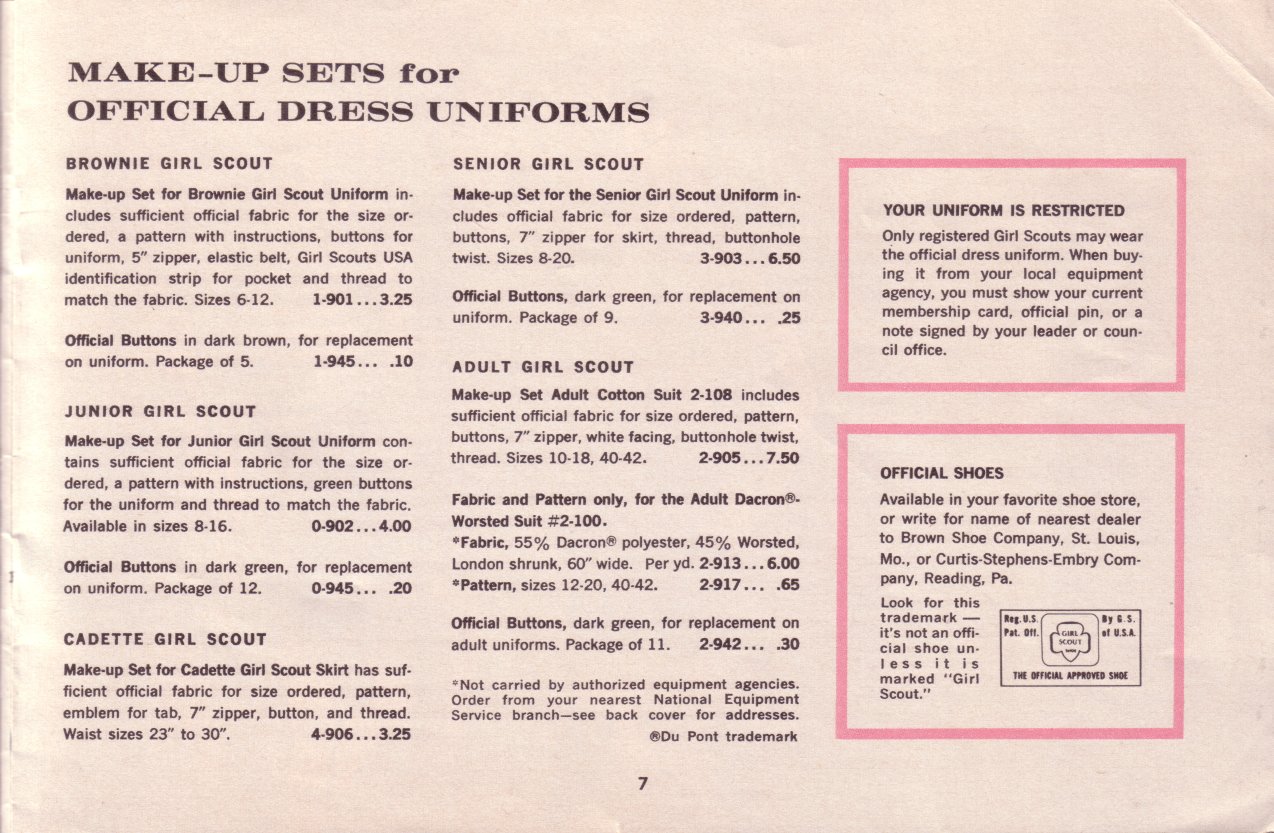 MAKE-UP SETS for
OFFICIAL DRESS UNIFORMS
BROWNIE GIRL SCOUT
Make-up Set for Brownie Girl Scout Uniform in-
cludes sufficient official fabric for the size or-
dered, a pattern with instructions, buttons for
uniform, 5″ zipper, elastic belt, Girl Scouts USA
identification strip for pocket and thread to
match the fabric. Sizes 6-12. 1-901...3.25
Official Buttons in dark brown, for replacement
on uniform. Package of 5. 1-945... .10
JUNIOR GIRL SCOUT
Make-up Set for Junior Girl Scout Uniform con-
tains sufficient official fabric for the size or-
dered, a pattern with instructions, green buttons
for the uniform and thread to match the fabric.
Available in sizes 8-16. 0-902...4.00
Official Buttons in dark green, for replacement
on uniform. Package of 12. 0-945... .20
CADETTE GIRL SCOUT
Make-up Set for Cadette Girl Scout Skirt has suf-
ficient official fabric for size ordered, pattern,
emblem for tab, 7″ zipper, button, and thread.
Waist sizes 23″ to 30″. 4-906...3.25
SENIOR GIRL SCOUT
Make-up Set for the Senior Girl Scout Uniform in-
cludes official fabric for size ordered, pattern,
buttons, 7″ zipper for skirt, thread, buttonhole
twist. Sizes 8-20. 3-903...6.50
Official Buttons, dark green, for replacement on
uniform. Package of 9. 3-940... .25
ADULT GIRL SCOUT
Make-up Set Adult Cotton Suit 2-108 includes
sufficient official fabric for size ordered, pattern,
buttons, 7″ zipper, white facing, buttonhole twist,
thread. Sizes 10-18, 40-42. 2-905...7.50
Fabric and Pattern only, for the Adult Dacron®-
Worsted Suit #2-100.
*Fabric, 55% Dacron® polyester, 45% Worsted,
London shrunk, 60″ wide. Per yd. 2-913...6.00
*Pattern, sizes 12-20, 40-42. 2-917... .65
Official Buttons, dark green, for replacement on
adult uniforms. Package of 11. 2-942... .30
*Not carried by authorized equipment agencies.
Order from your nearest National Equipment
Service branch—see back cover for addresses.
®Du Pont trademark
YOUR UNIFORM IS RESTRICTED
Only registered Girl Scouts may wear
the official dress uniform. When buy-
ing it from your local equipment
agency, you must show your current
membership card, official pin, or a
note signed by your leader or coun-
cil office.
OFFICIAL SHOES
Available in your favorite shoe store,
or write for name of nearest dealer
to Brown Shoe Company, St. Louis,
Mo., or Curtis-Stephens-Embry Com-
pany, Reading, Pa.
Look for this
trademark —
it's not an offi-
cial shoe un-
less it is
marked "Girl
Scout."
Reg. U.S.
Pat. Off.
GIRL
SCOUT
SHOE
By G. S.
of U.S.A.
THE OFFICIAL APPROVED SHOE
7